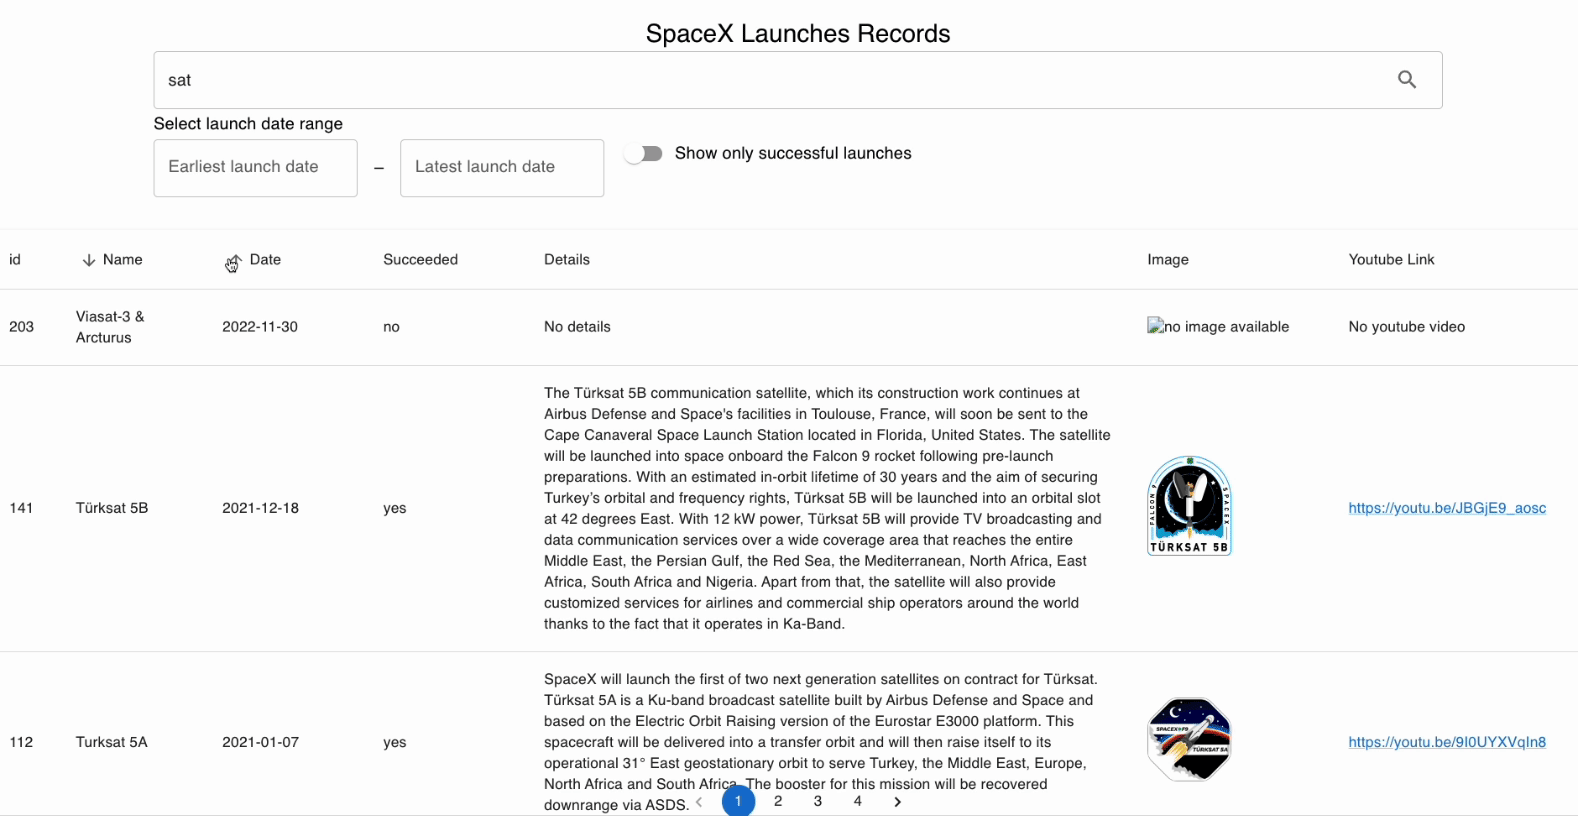 SpaceX Launches Records
sat
Select launch date range
Earliest launch date – Latest launch date
Show only successful launches
id Name Date Succeeded Details Image Youtube Link
203 Viasat-3 & Arcturus 2022-11-30 no No details no image available No youtube video
141 Türksat 5B 2021-12-18 yes
The Türksat 5B communication satellite, which its construction work continues at
Airbus Defense and Space's facilities in Toulouse, France, will soon be sent to the
Cape Canaveral Space Launch Station located in Florida, United States. The satellite
will be launched into space onboard the Falcon 9 rocket following pre-launch
preparations. With an estimated in-orbit lifetime of 30 years and the aim of securing
Turkey’s orbital and frequency rights, Türksat 5B will be launched into an orbital slot
at 42 degrees East. With 12 kW power, Türksat 5B will provide TV broadcasting and
data communication services over a wide coverage area that reaches the entire
Middle East, the Persian Gulf, the Red Sea, the Mediterranean, North Africa, East
Africa, South Africa and Nigeria. Apart from that, the satellite will also provide
customized services for airlines and commercial ship operators around the world
thanks to the fact that it operates in Ka-Band.
FALCON 9
SPACEX
TÜRKSAT 5B
https://youtu.be/JBGjE9_aosc
112 Turksat 5A 2021-01-07 yes
SpaceX will launch the first of two next generation satellites on contract for Türksat.
Türksat 5A is a Ku-band broadcast satellite built by Airbus Defense and Space and
based on the Electric Orbit Raising version of the Eurostar E3000 platform. This
spacecraft will be delivered into a transfer orbit and will then raise itself to its
operational 31° East geostationary orbit to serve Turkey, the Middle East, Europe,
North Africa and South Africa. The booster for this mission will be recovered
downrange via ASDS.
SPACEX F9
TÜRKSAT 5A
https://youtu.be/9I0UYXVqIn8
1 2 3 4